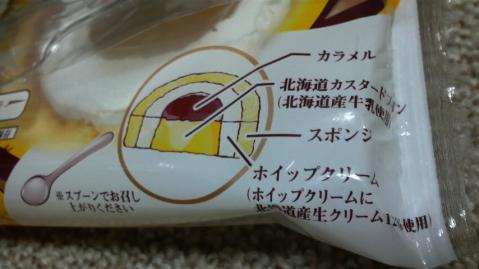 カラメル
北海道カスタードプリン
(北海道産牛乳使用)
スポンジ
ホイップクリーム
(ホイップクリームに
北海道産生クリーム12%使用)
※スプーンでお召し
上がりください